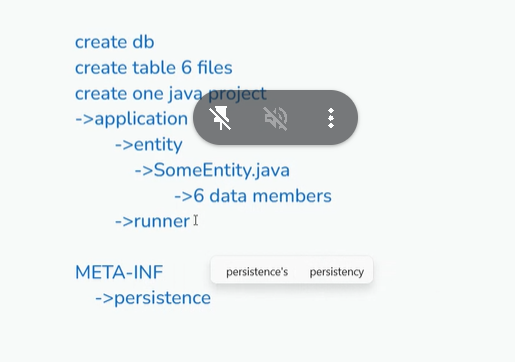 create db
create table 6 files
create one java project
->application
->entity
->SomeEntity.java
->6 data members
->runner
META-INF
persistence's persistency
->persistence